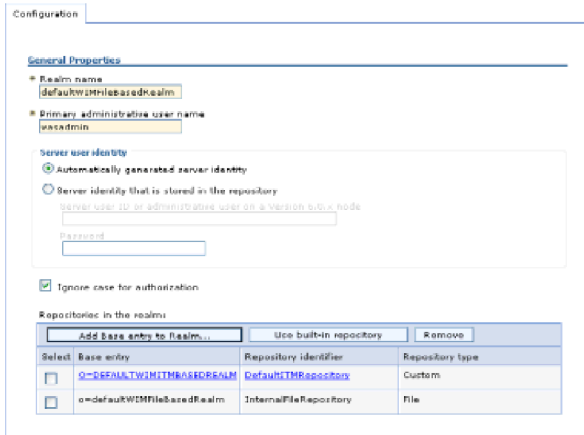 Configuration
General Properties
* Realm name
defaultWIMFileBasedRealm
* Primary administrative user name
wasadmin
Server user identity
Automatically generated server identity
Server identity that is stored in the repository
Server user ID or administrative user on a Version 6.0.x node
Password
Ignore case for authorization
Repositories in the realm:
Add Base entry to Realm... Use built-in repository Remove
Select Base entry Repository identifier Repository type
O=DEFAULTWIMITMBASEDREALM DefaultITMRepository Custom
o=defaultWIMFileBasedRealm InternalFileRepository File